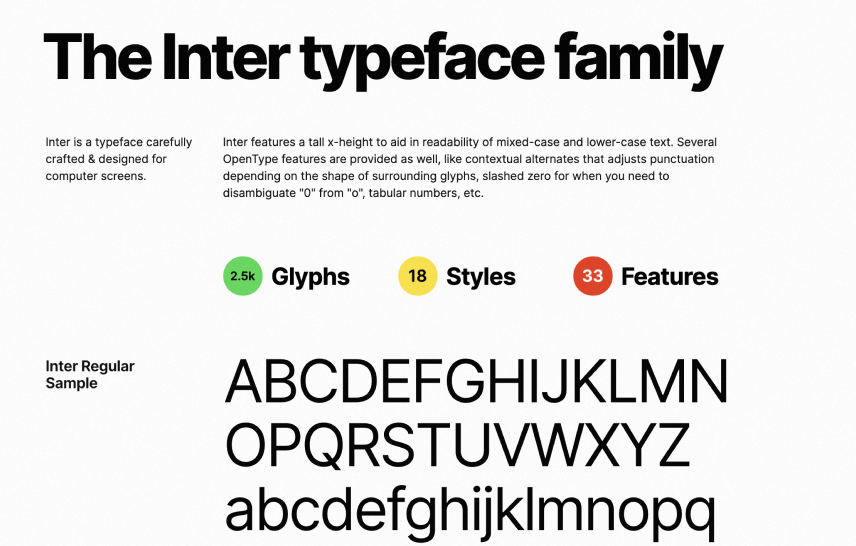 The Inter typeface family
Inter is a typeface carefully
crafted & designed for
computer screens.
Inter features a tall x-height to aid in readability of mixed-case and lower-case text. Several
OpenType features are provided as well, like contextual alternates that adjusts punctuation
depending on the shape of surrounding glyphs, slashed zero for when you need to
disambiguate "0" from "o", tabular numbers, etc.
2.5k Glyphs
18 Styles
33 Features
Inter Regular
Sample
ABCDEFGHIJKLMN
OPQRSTUVWXYZ
abcdefghijklmnopq